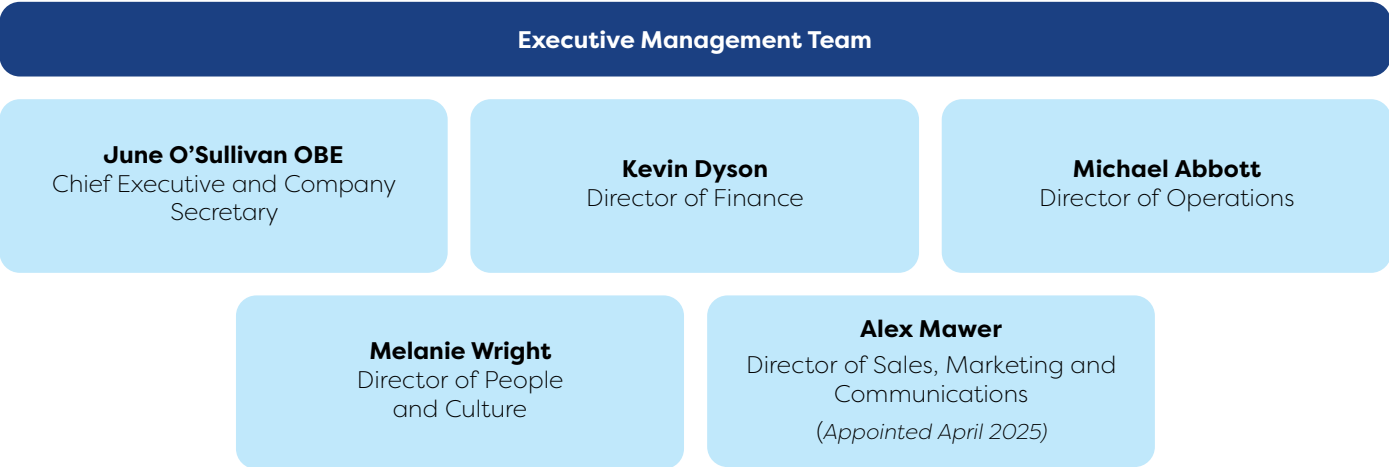 Executive Management Team
June O’Sullivan OBE
Chief Executive and Company
Secretary
Kevin Dyson
Director of Finance
Michael Abbott
Director of Operations
Melanie Wright
Director of People
and Culture
Alex Mawer
Director of Sales, Marketing and
Communications
(Appointed April 2025)